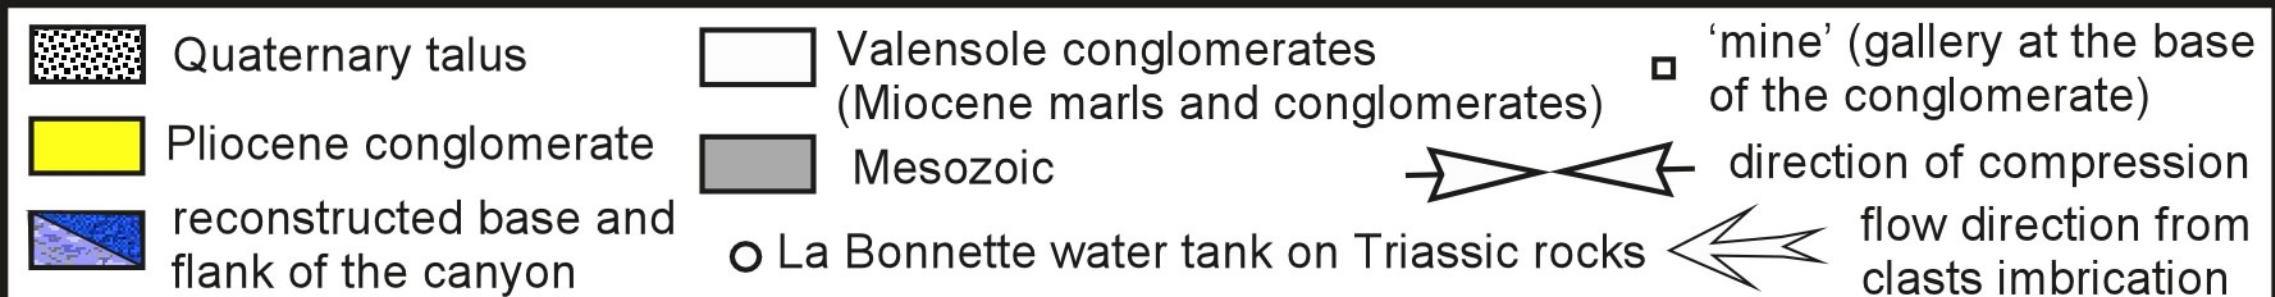 Quaternary talus
Pliocene conglomerate
reconstructed base and
flank of the canyon
Valensole conglomerates
(Miocene marls and conglomerates)
Mesozoic
La Bonnette water tank on Triassic rocks
‘mine’ (gallery at the base
of the conglomerate)
direction of compression
flow direction from
clasts imbrication